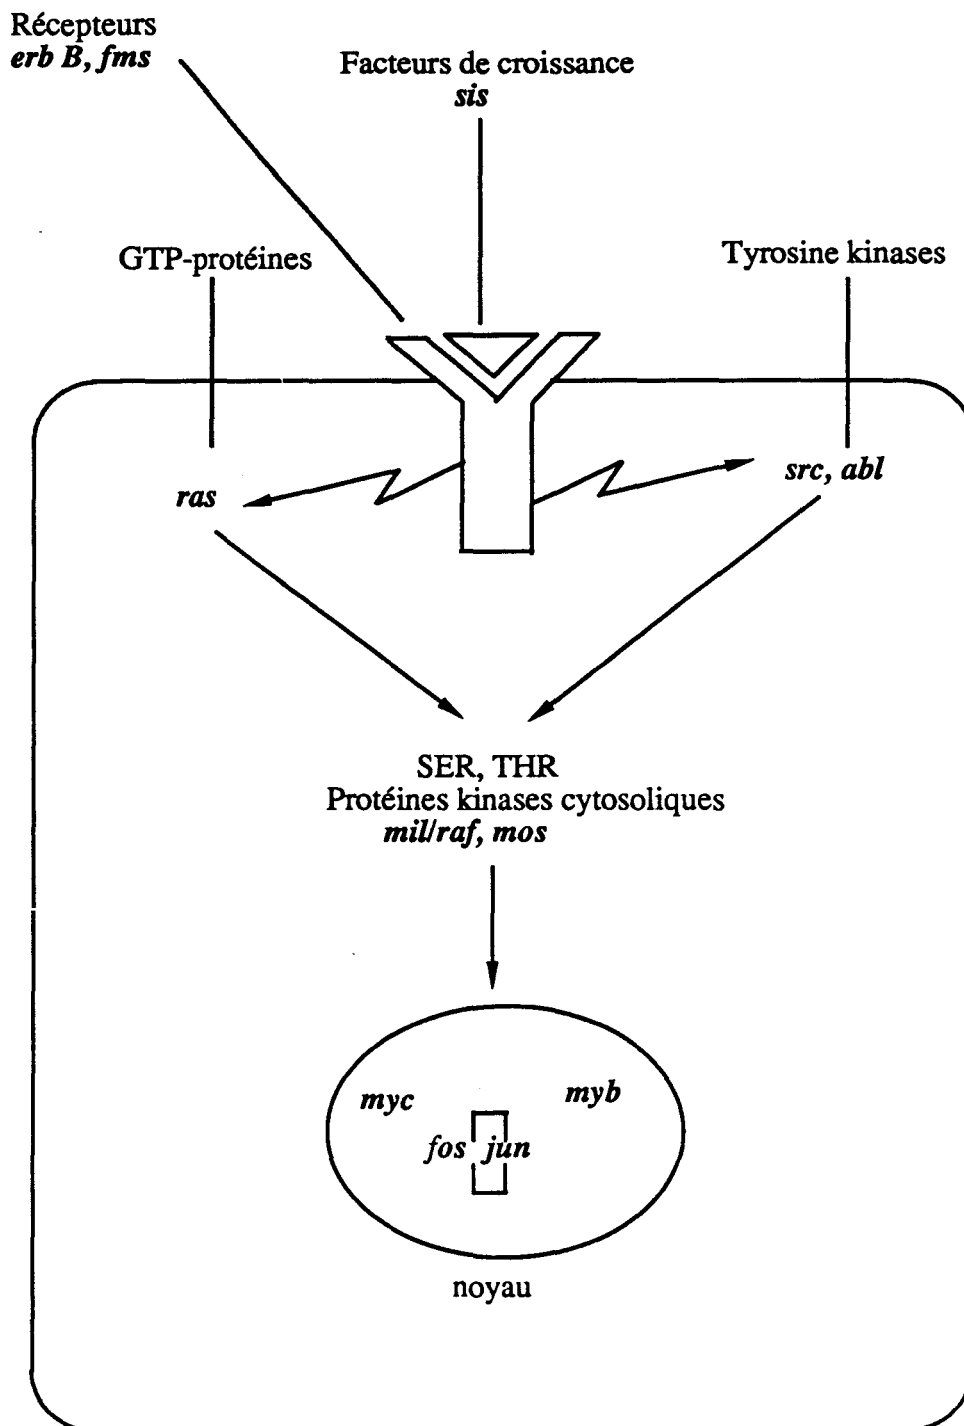 Récepteurs
erb B, fms
Facteurs de croissance
sis
GTP-protéines
Tyrosine kinases
ras
src, abl
SER, THR
Protéines kinases cytosoliques
mil/raf, mos
myc
myb
fos jun
noyau